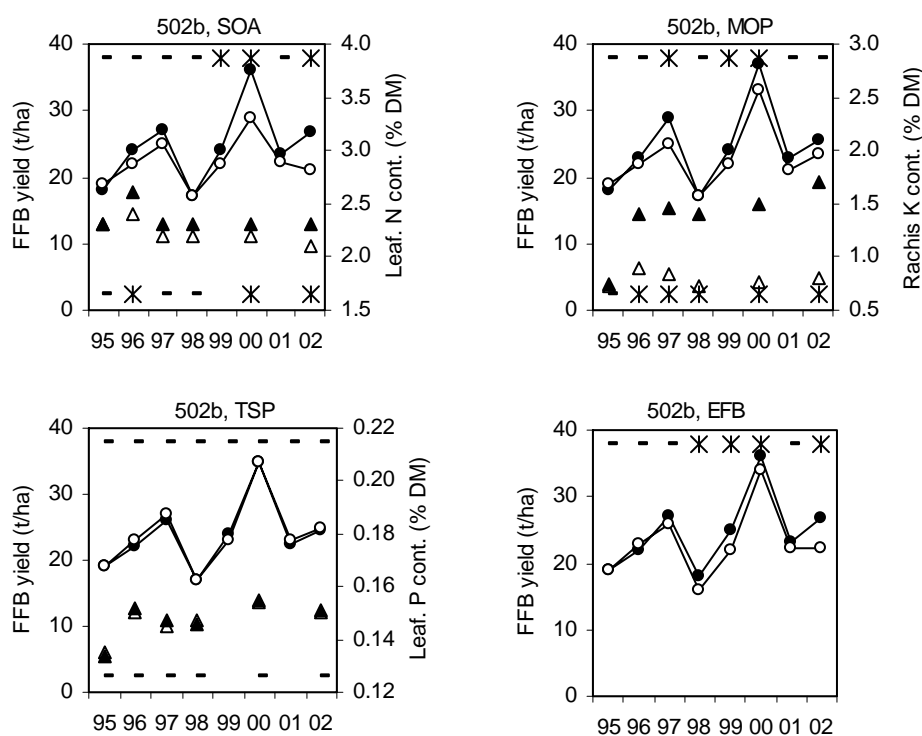 502b, SOA
40
30
20
10
0
FFB yield (t/ha)
4.0
3.5
3.0
2.5
2.0
1.5
Leaf. N cont. (% DM)
95 96 97 98 99 00 01 02
502b, MOP
40
30
20
10
0
FFB yield (t/ha)
3.0
2.5
2.0
1.5
1.0
0.5
Rachis K cont. (% DM)
95 96 97 98 99 00 01 02
502b, TSP
40
30
20
10
0
FFB yield (t/ha)
0.22
0.20
0.18
0.16
0.14
0.12
Leaf. P cont. (% DM)
95 96 97 98 99 00 01 02
502b, EFB
40
30
20
10
0
FFB yield (t/ha)
95 96 97 98 99 00 01 02